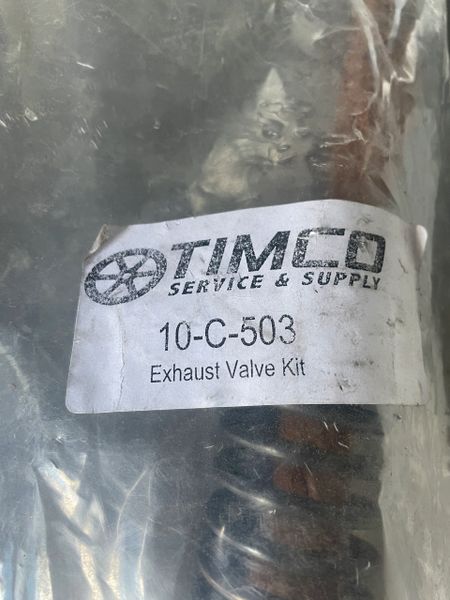 TIMCO
SERVICE & SUPPLY
10-C-503
Exhaust Valve Kit